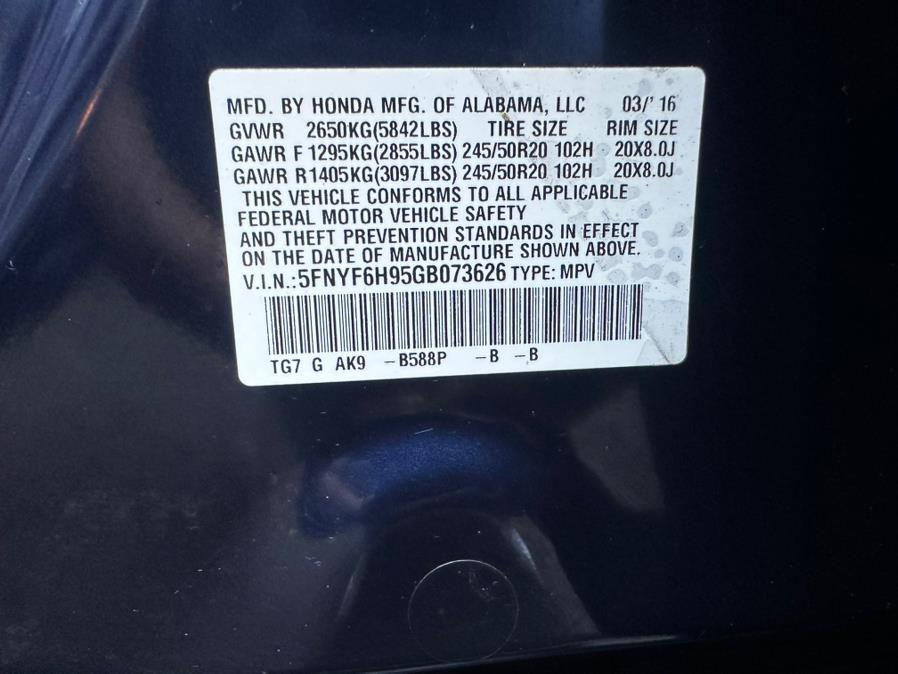 MFD. BY HONDA MFG. OF ALABAMA, LLC 03/'16
GVWR 2650KG(5842LBS) TIRE SIZE RIM SIZE
GAWR F 1295KG(2855LBS) 245/50R20 102H 20X8.0J
GAWR R 1405KG(3097LBS) 245/50R20 102H 20X8.0J
THIS VEHICLE CONFORMS TO ALL APPLICABLE
FEDERAL MOTOR VEHICLE SAFETY
AND THEFT PREVENTION STANDARDS IN EFFECT
ON THE DATE OF MANUFACTURE SHOWN ABOVE.
V.I.N.:5FNYF6H95GB073626 TYPE: MPV
TG7 G AK9 -B588P -B -B